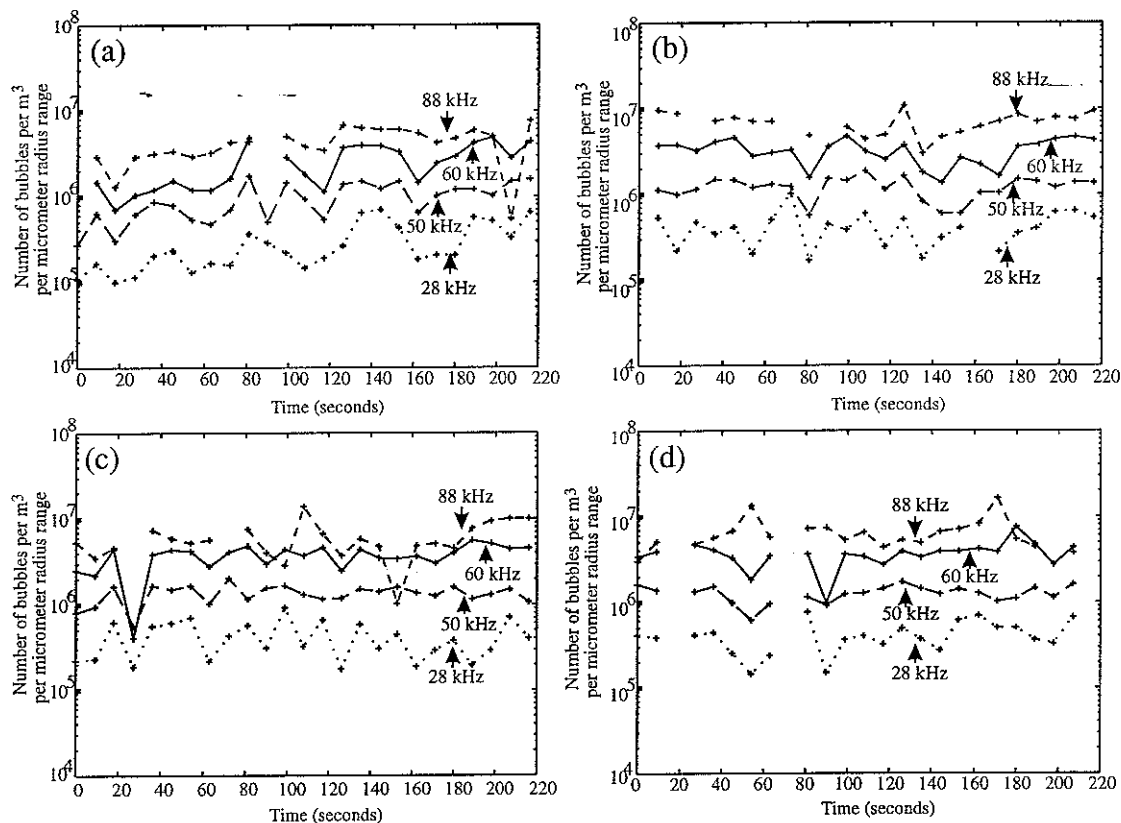 (a)
Number of bubbles per m3
per micrometer radius range
10^8
10^7
10^6
10^5
10^4
88 kHz
60 kHz
50 kHz
28 kHz
0 20 40 60 80 100 120 140 160 180 200 220
Time (seconds)
(b)
Number of bubbles per m3
per micrometer radius range
10^8
10^7
10^6
10^5
10^4
88 kHz
60 kHz
50 kHz
28 kHz
0 20 40 60 80 100 120 140 160 180 200 220
Time (seconds)
(c)
Number of bubbles per m3
per micrometer radius range
10^8
10^7
10^6
10^5
10^4
88 kHz
60 kHz
50 kHz
28 kHz
0 20 40 60 80 100 120 140 160 180 200 220
Time (seconds)
(d)
Number of bubbles per m3
per micrometer radius range
10^8
10^7
10^6
10^5
10^4
88 kHz
60 kHz
50 kHz
28 kHz
0 20 40 60 80 100 120 140 160 180 200 220
Time (seconds)